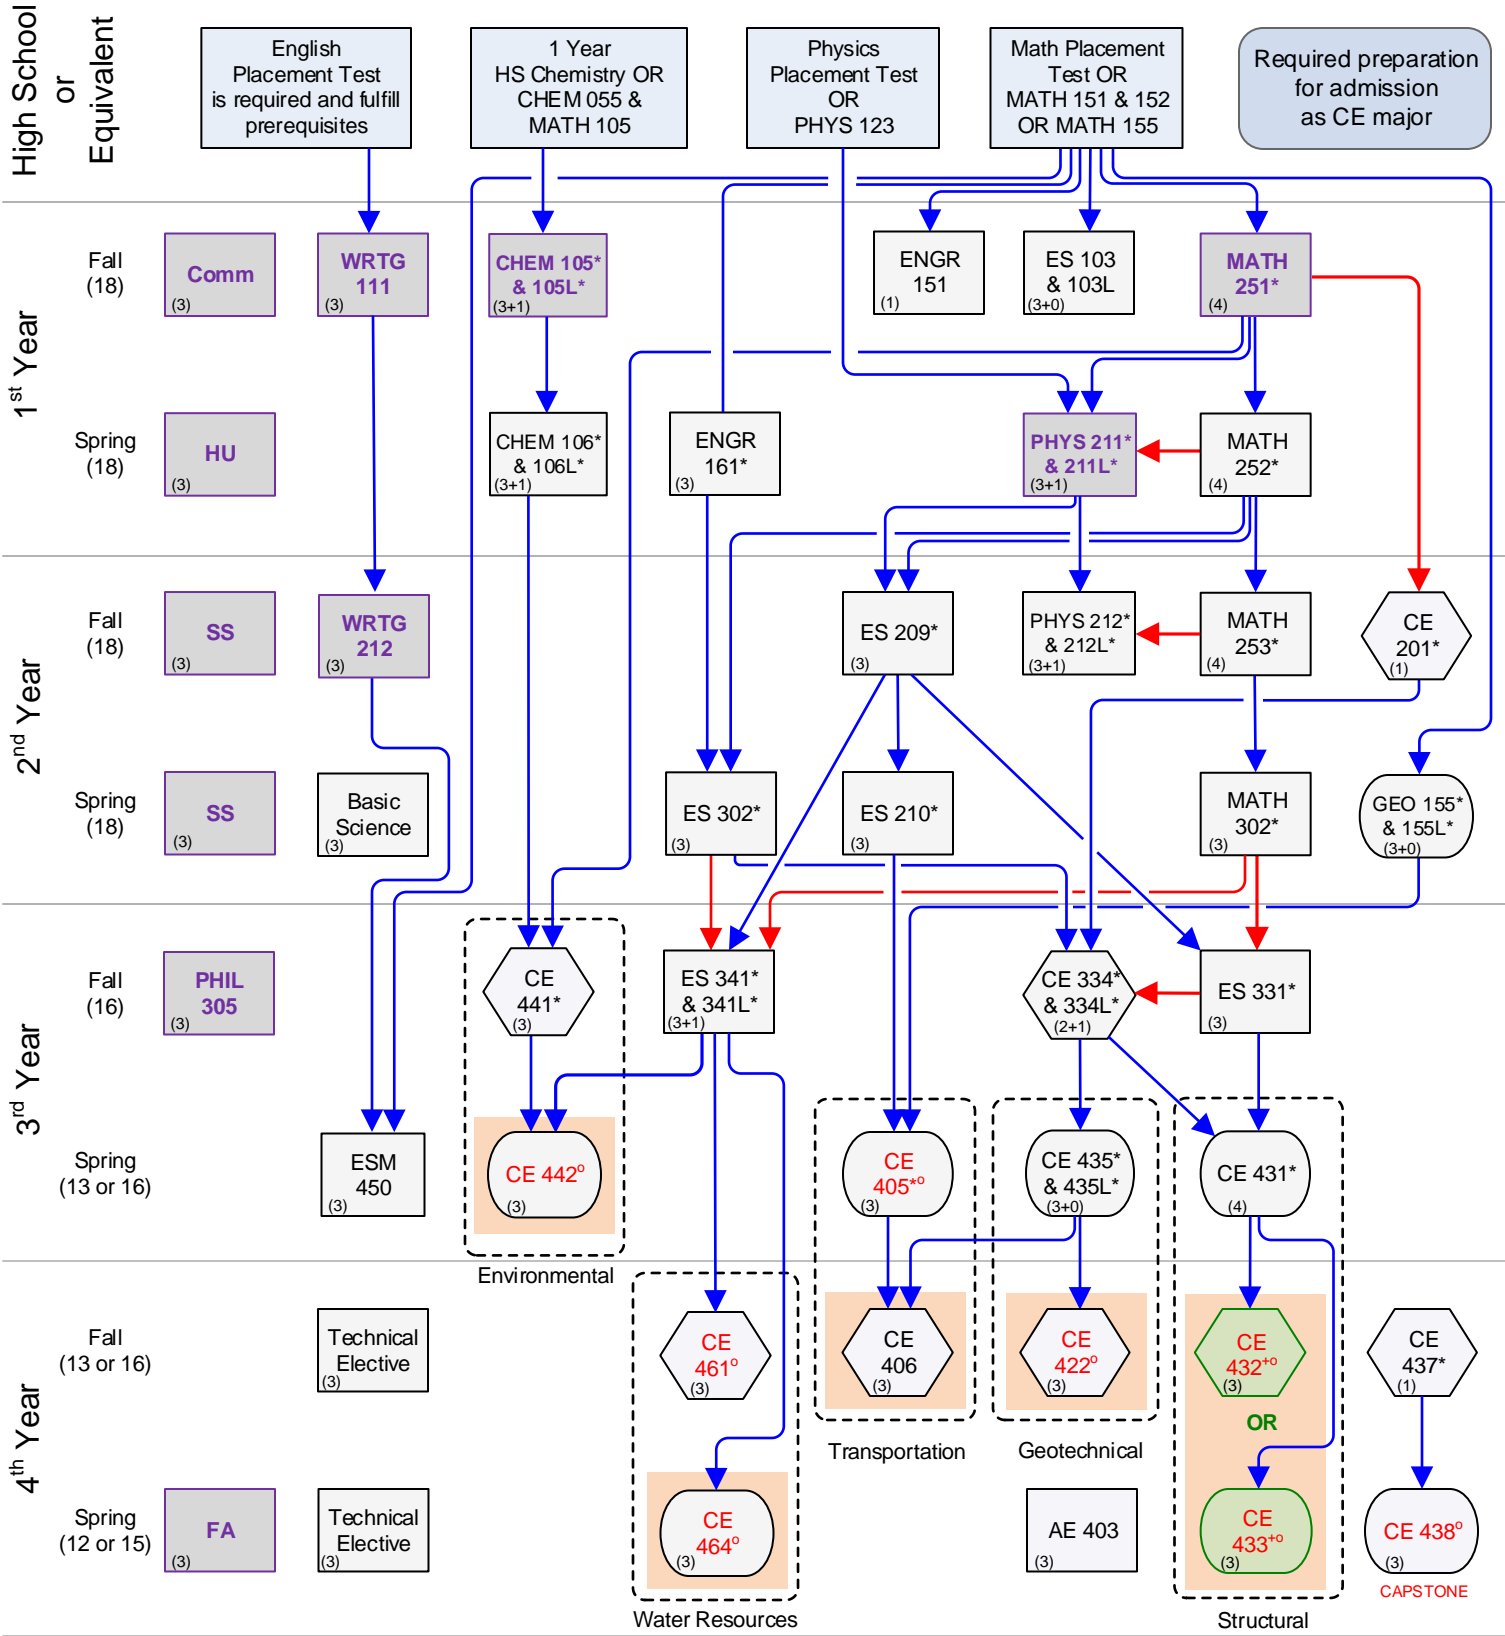 High School
or
Equivalent
English
Placement Test
is required and fulfill
prerequisites
1 Year
HS Chemistry OR
CHEM 055 &
MATH 105
Physics
Placement Test
OR
PHYS 123
Math Placement
Test OR
MATH 151 & 152
OR MATH 155
Required preparation
for admission
as CE major
1st Year
Fall
(18)
Comm
(3)
WRTG
111
(3)
CHEM 105*
& 105L*
(3+1)
ENGR
151
(1)
ES 103
& 103L
(3+0)
MATH
251*
(4)
Spring
(18)
HU
(3)
CHEM 106*
& 106L*
(3+1)
ENGR
161*
(3)
PHYS 211*
& 211L*
(3+1)
MATH
252*
(4)
2nd Year
Fall
(18)
SS
(3)
WRTG
212
(3)
ES 209*
(3)
PHYS 212*
& 212L*
(3+1)
MATH
253*
(4)
CE
201*
(1)
Spring
(18)
SS
(3)
Basic
Science
(3)
ES 302*
(3)
ES 210*
(3)
MATH
302*
(3)
GEO 155*
& 155L*
(3+0)
3rd Year
Fall
(16)
PHIL
305
(3)
CE
441*
(3)
ES 341*
& 341L*
(3+1)
CE 334*
& 334L*
(2+1)
ES 331*
(3)
Spring
(13 or 16)
ESM
450
(3)
CE 442o
(3)
CE
405*o
(3)
CE 435*
& 435L*
(3+0)
CE 431*
(4)
Environmental
4th Year
Fall
(13 or 16)
Technical
Elective
(3)
CE
461o
(3)
CE
406
(3)
CE
422o
(3)
CE
432+o
(3)
CE
437*
(1)
OR
Transportation
Geotechnical
Spring
(12 or 15)
FA
(3)
Technical
Elective
(3)
CE
464o
(3)
AE 403
(3)
CE
433+o
(3)
CE 438o
(3)
CAPSTONE
Water Resources
Structural